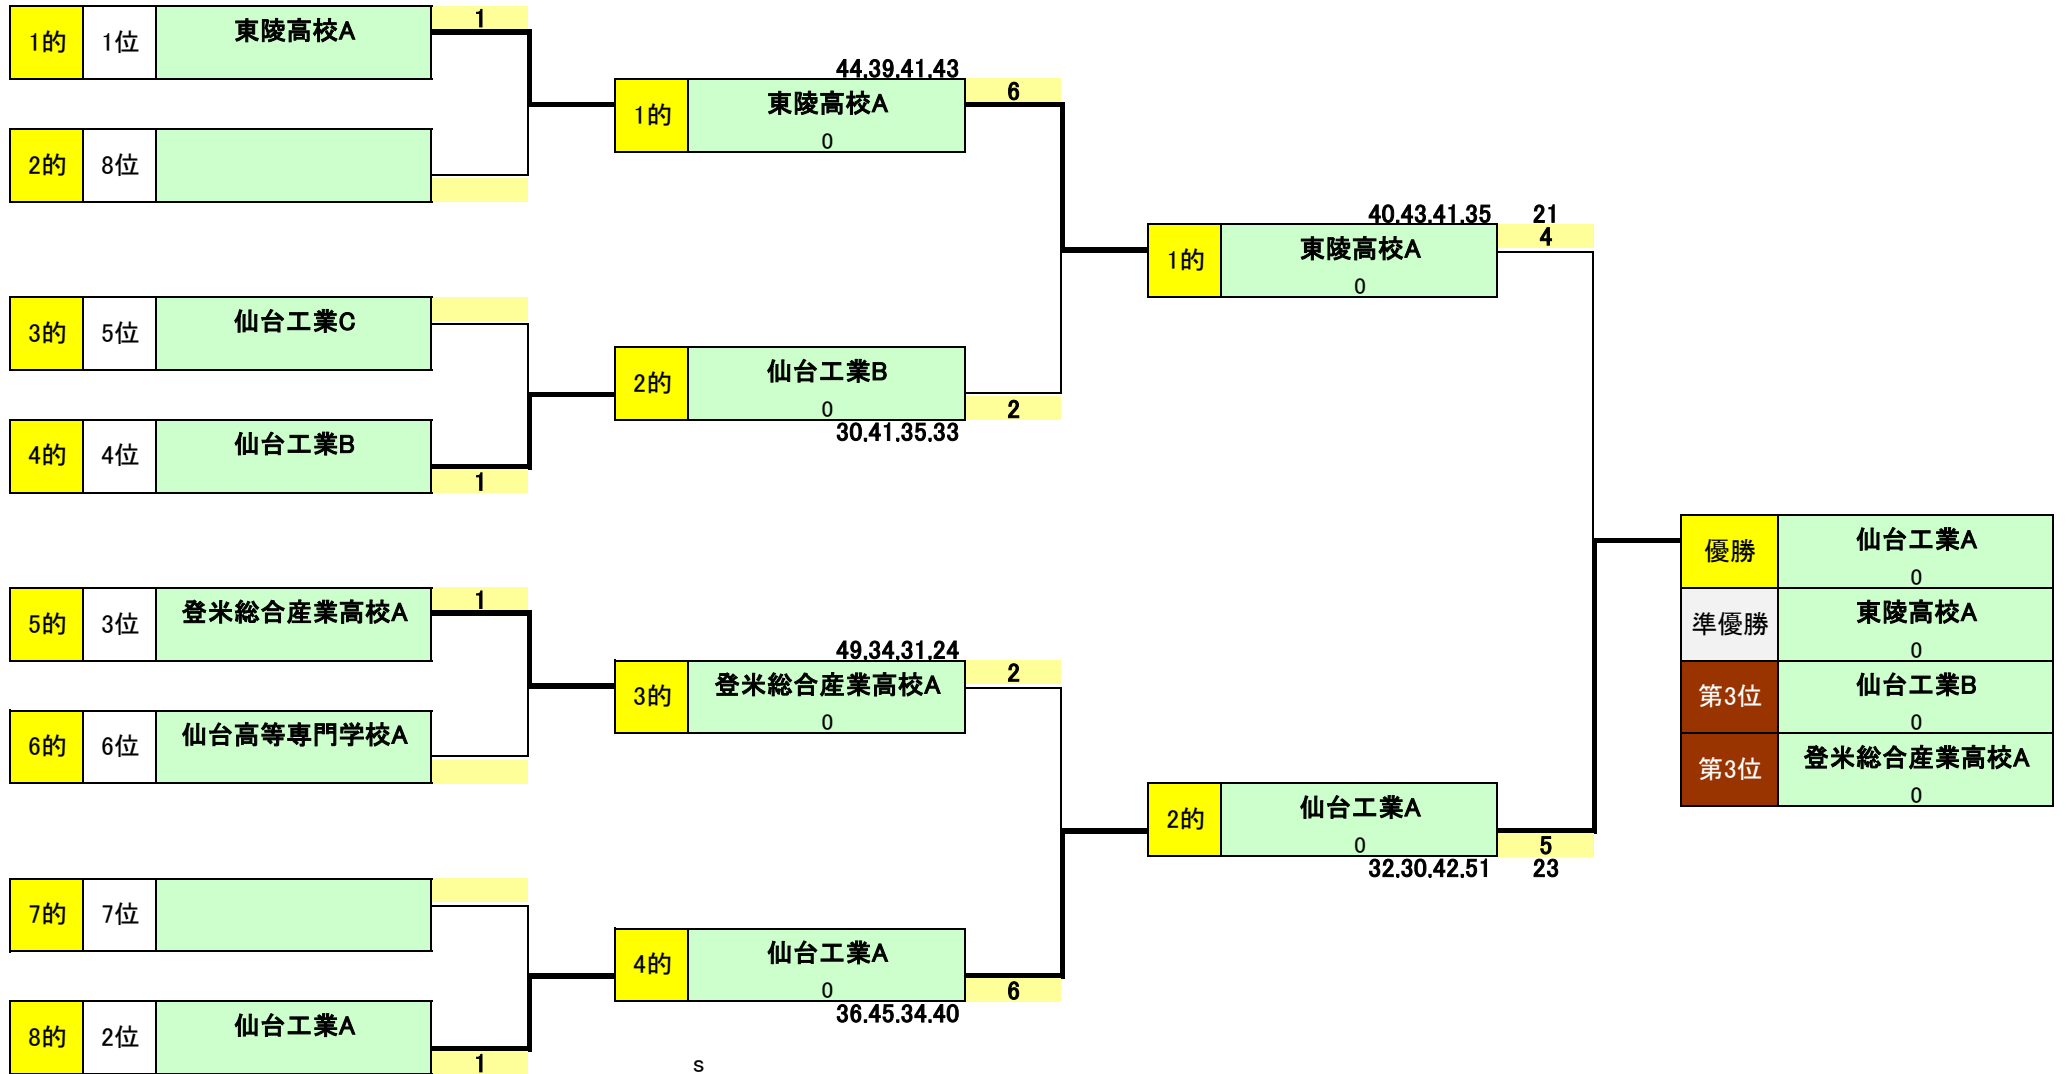 1的 1位 東陵高校A 1
2的 8位
3的 5位 仙台工業C
4的 4位 仙台工業B 1
5的 3位 登米総合産業高校A 1
6的 6位 仙台高等専門学校A
7的 7位
8的 2位 仙台工業A 1
44.39.41.43
1的 東陵高校A 6
0
2的 仙台工業B
0 2
30.41.35.33
49.34.31.24
3的 登米総合産業高校A 2
0
4的 仙台工業A
0 6
36.45.34.40
s
40.43.41.35 21
1的 東陵高校A 4
0
2的 仙台工業A
0 5
32.30.42.51 23
優勝 仙台工業A
0
準優勝 東陵高校A
0
第3位 仙台工業B
0
第3位 登米総合産業高校A
0